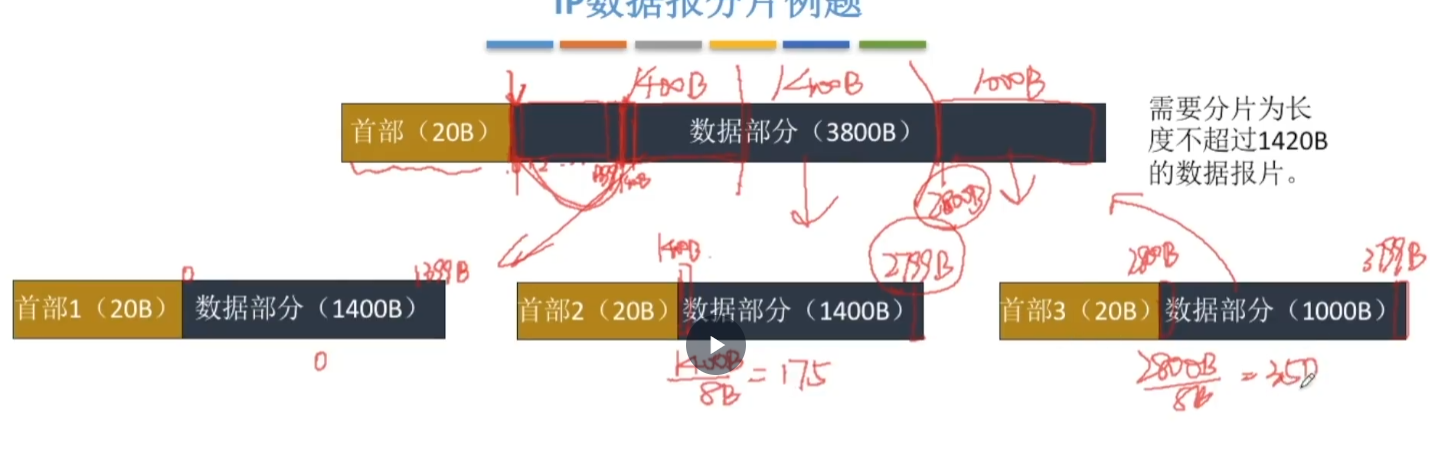 IP数据报分片例题
1400B 1400B 1000B
首部（20B） 数据部分（3800B）
需要分片为长
度不超过1420B
的数据报片。
2800B
0 1399B 1400B 2799B 2800B 3799B
首部1（20B） 数据部分（1400B） 首部2（20B） 数据部分（1400B） 首部3（20B） 数据部分（1000B）
0
1400B/8B = 175
2800B/8B = 350